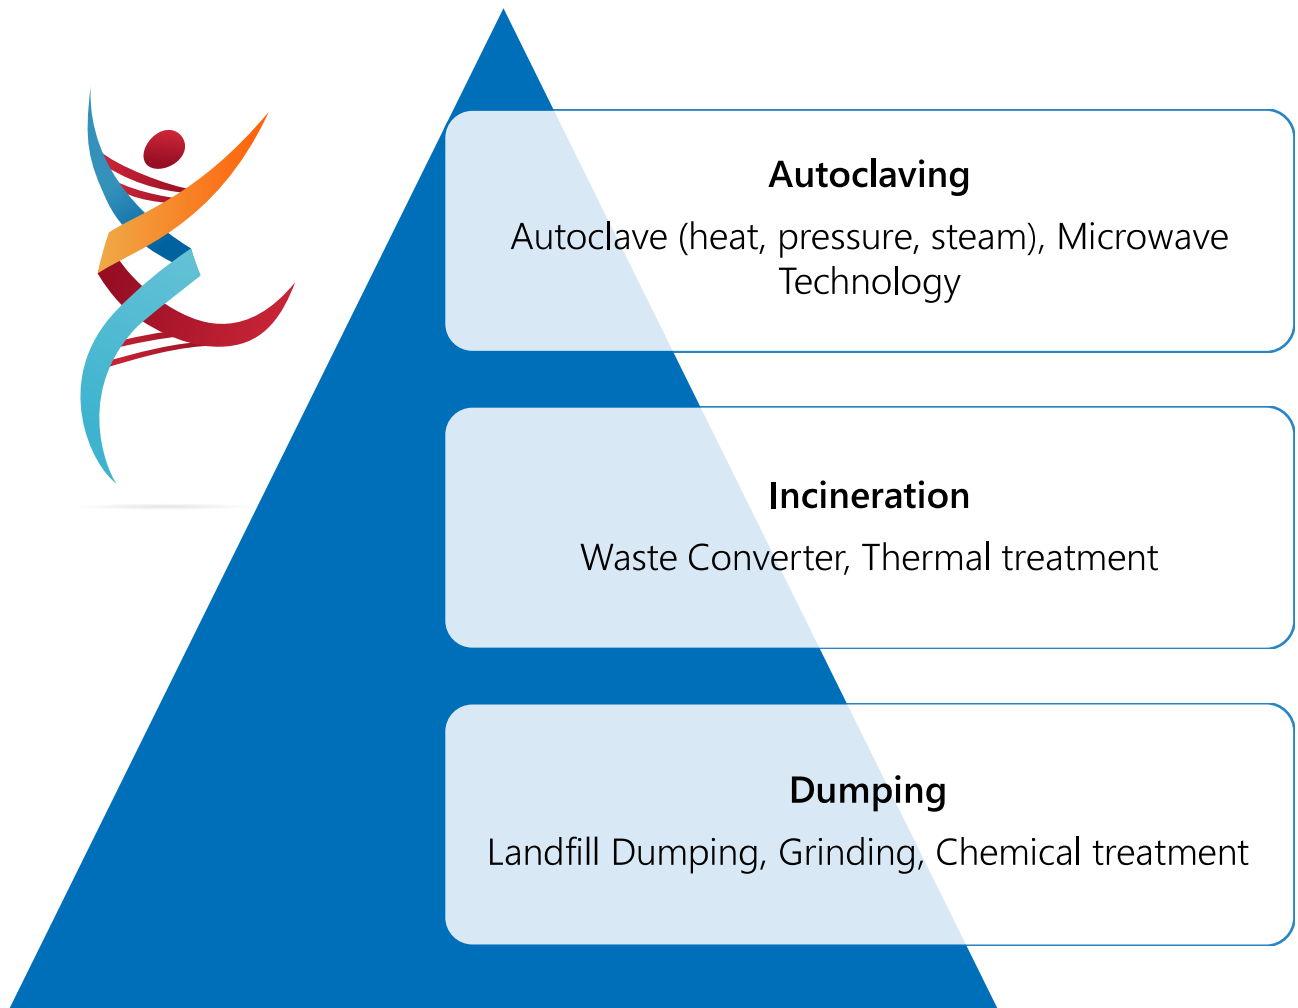 Autoclaving
Autoclave (heat, pressure, steam), Microwave
Technology
Incineration
Waste Converter, Thermal treatment
Dumping
Landfill Dumping, Grinding, Chemical treatment